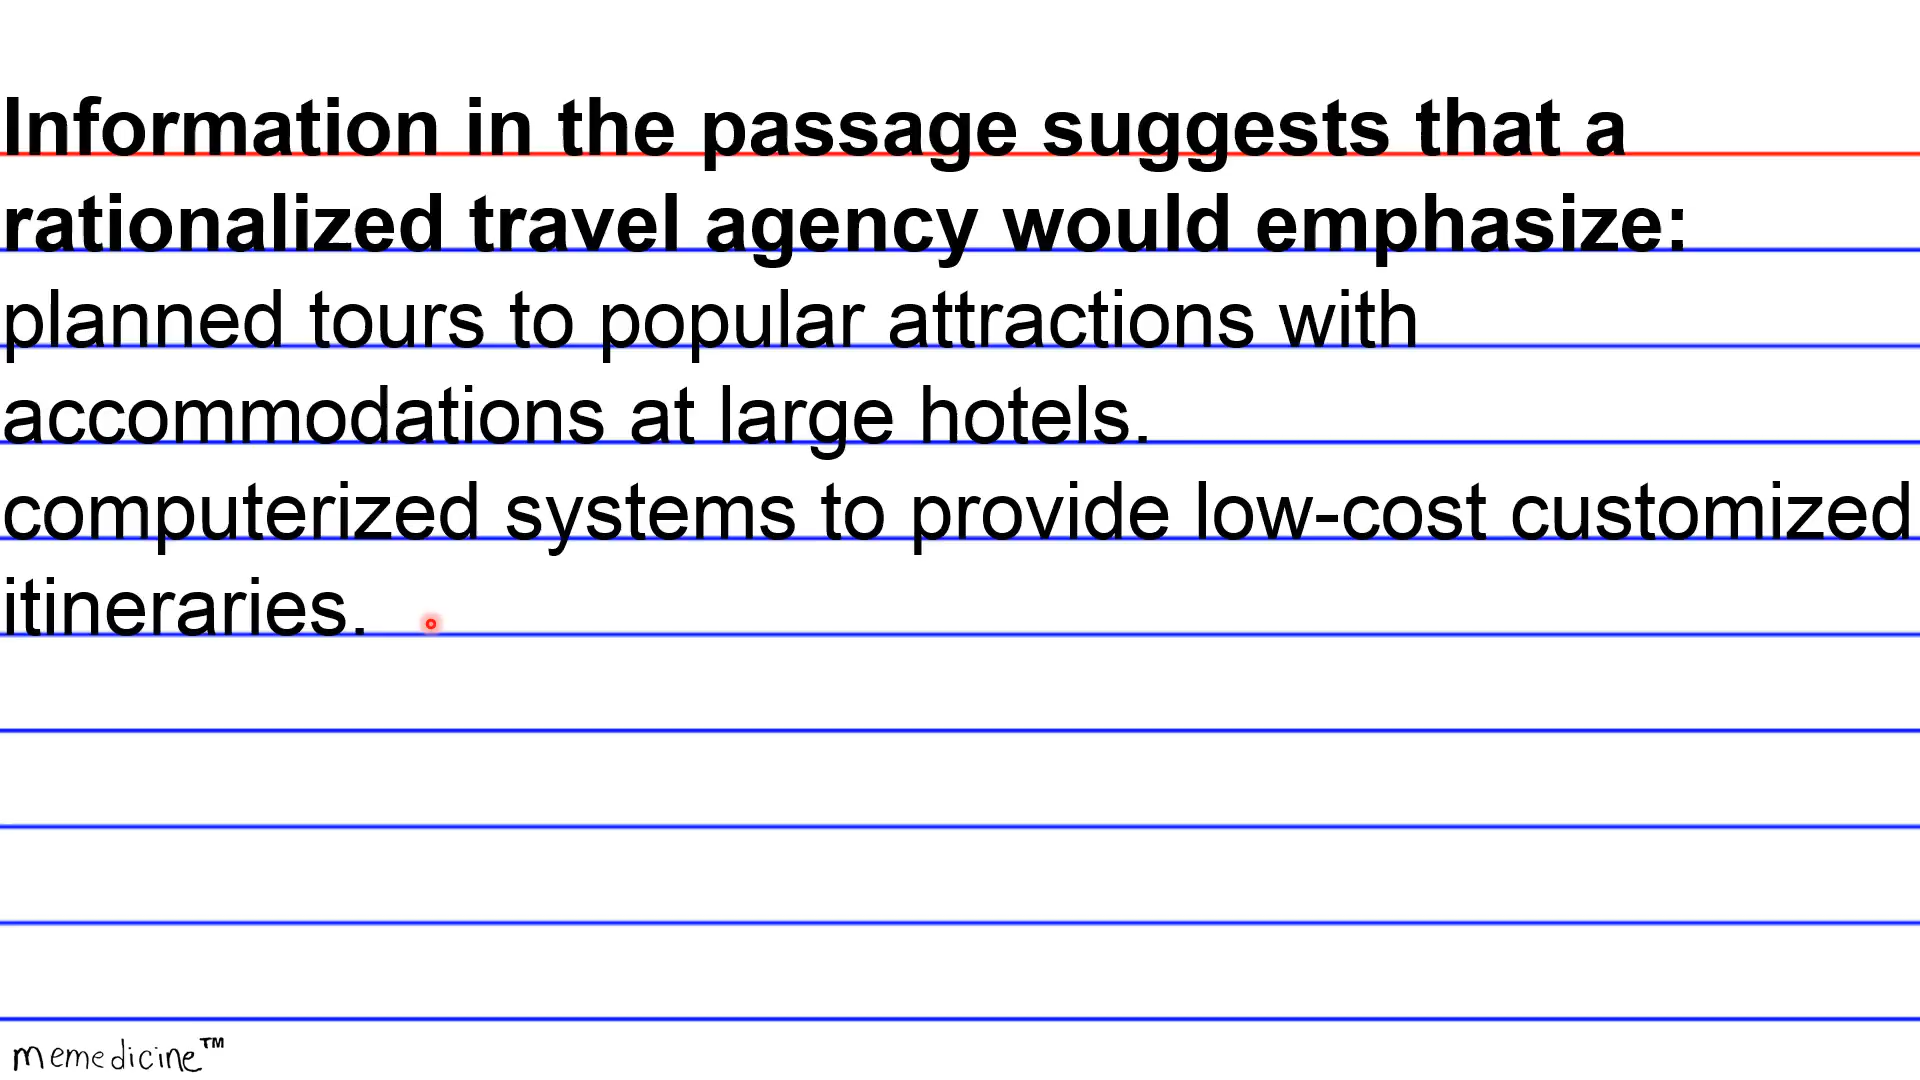 Information in the passage suggests that a
rationalized travel agency would emphasize:
planned tours to popular attractions with
accommodations at large hotels.
computerized systems to provide low-cost customized
itineraries.
memedicine™